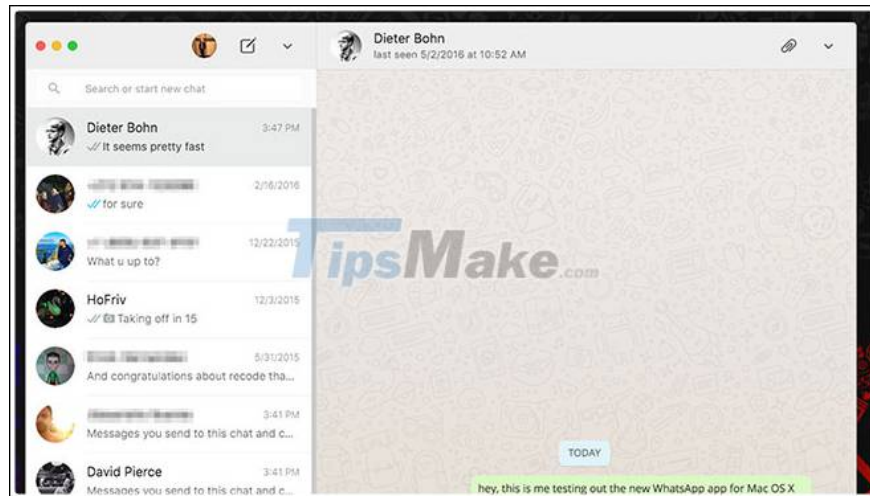 Dieter Bohn
last seen 5/2/2016 at 10:52 AM
Search or start new chat
Dieter Bohn
3:47 PM
It seems pretty fast
2/16/2016
for sure
12/22/2015
What u up to?
HoFriv
12/3/2015
Taking off in 15
5/31/2015
And congratulations about recode tha...
3:41 PM
Messages you send to this chat and c...
David Pierce
3:41 PM
Messages you send to this chat and c...
TipsMake.com
TODAY
hey, this is me testing out the new WhatsApp app for Mac OS X